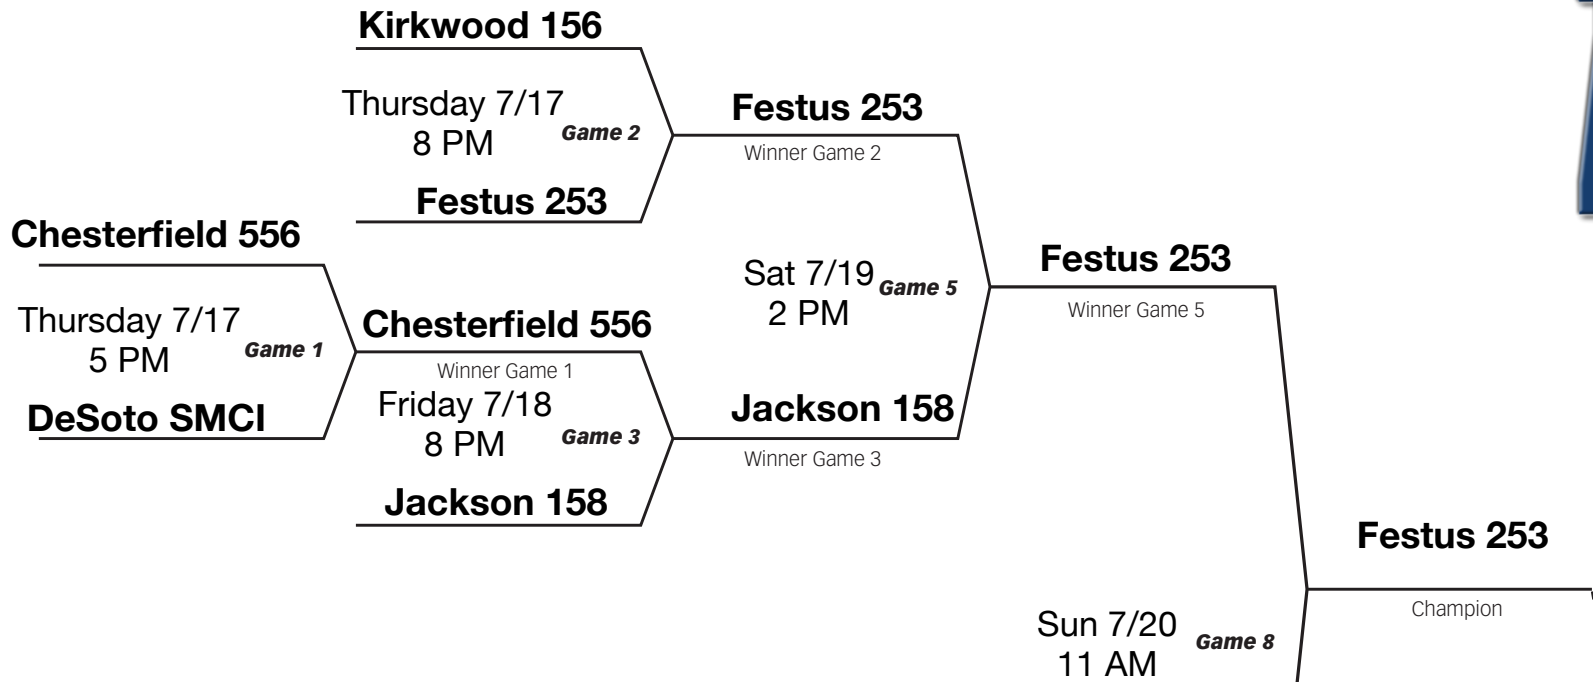 Kirkwood 156
Thursday 7/17
8 PM
Game 2
Festus 253
Festus 253
Winner Game 2
Chesterfield 556
Thursday 7/17
5 PM
Game 1
DeSoto SMCI
Chesterfield 556
Winner Game 1
Friday 7/18
8 PM
Game 3
Jackson 158
Sat 7/19
2 PM
Game 5
Jackson 158
Winner Game 3
Festus 253
Winner Game 5
Festus 253
Champion
Sun 7/20
11 AM
Game 8